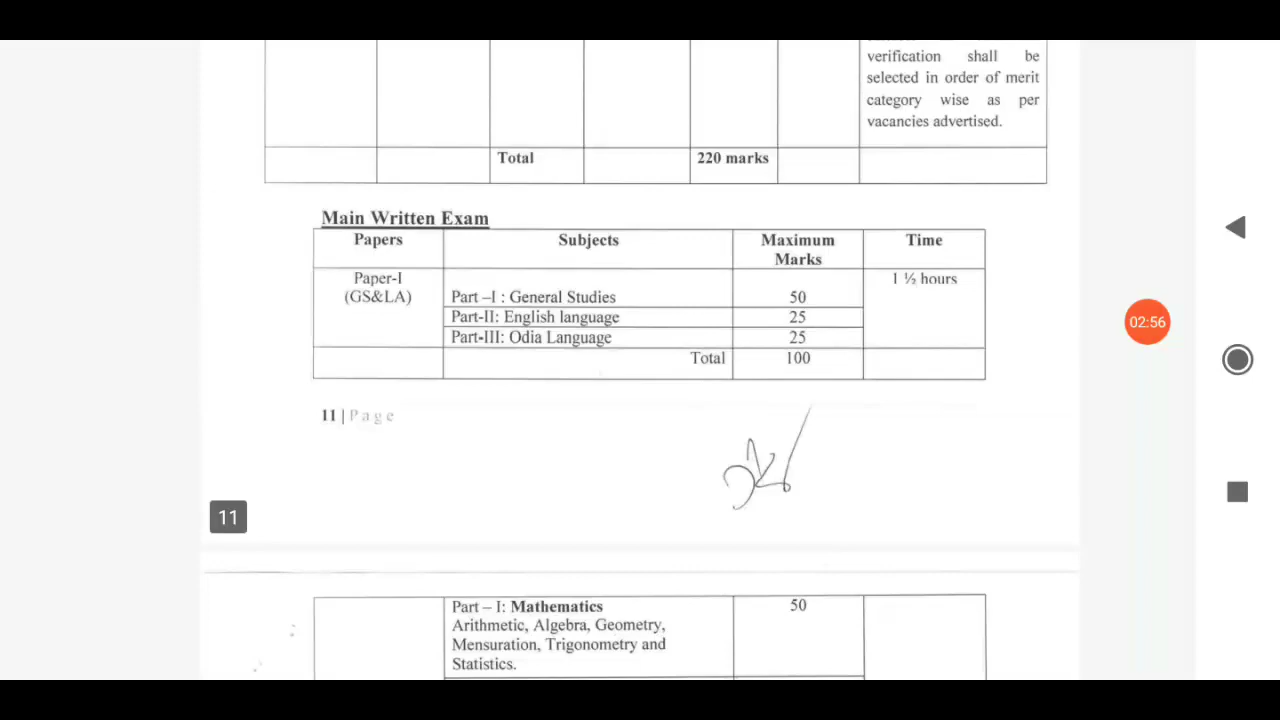 verification shall be
selected in order of merit
category wise as per
vacancies advertised.
Total 220 marks
Main Written Exam
Papers Subjects Maximum Marks Time
Paper-I
(GS&LA)
1 ½ hours
Part –I : General Studies 50
Part-II: English language 25
Part-III: Odia Language 25
Total 100
11 | Page
11
02:56
Part – I: Mathematics 50
Arithmetic, Algebra, Geometry,
Mensuration, Trigonometry and
Statistics.